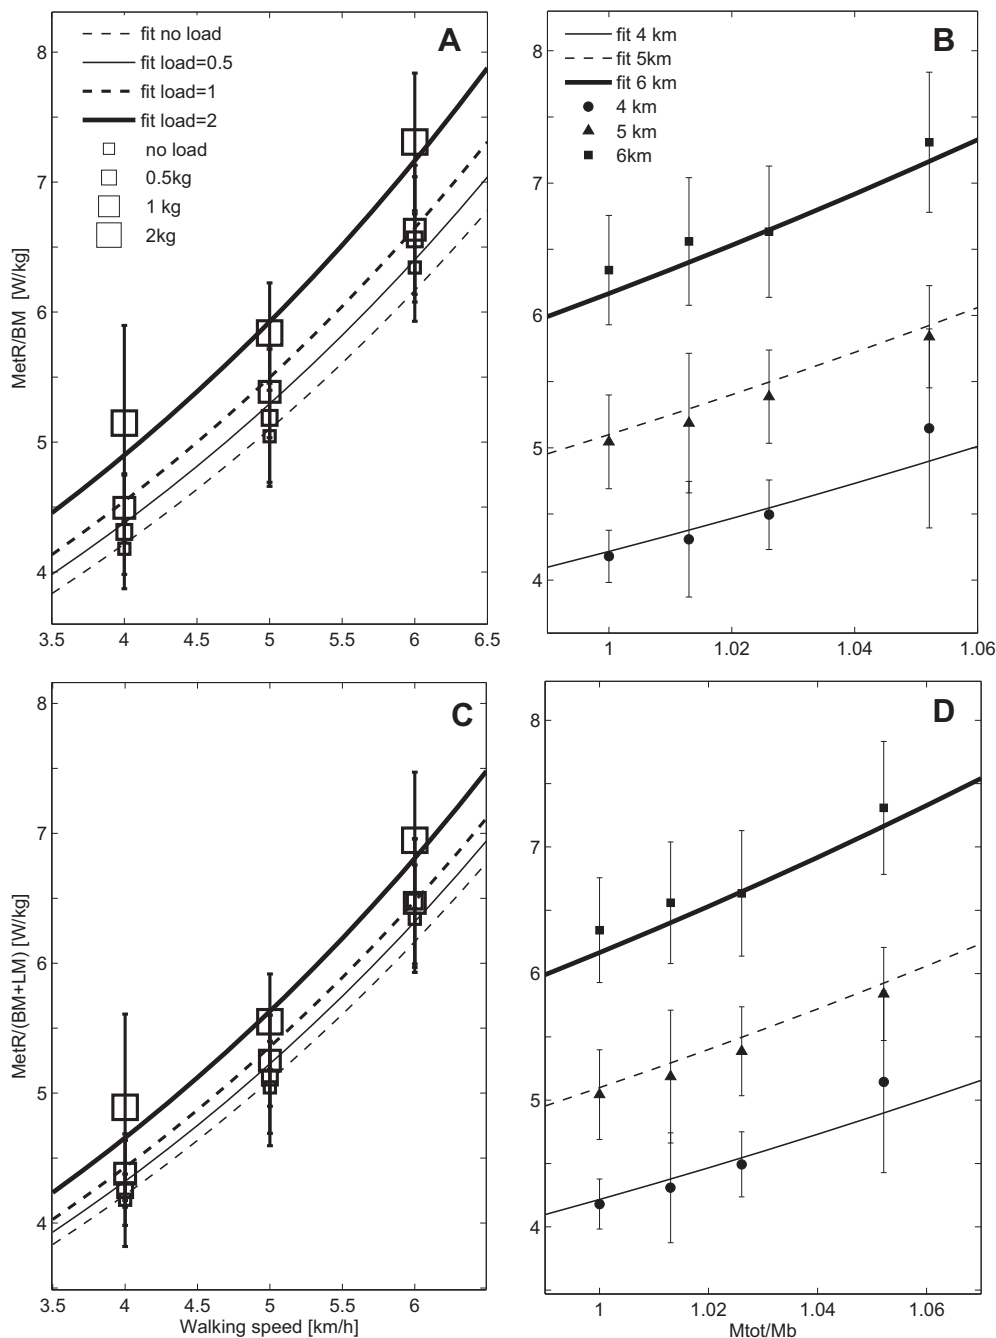 A
fit no load
fit load=0.5
fit load=1
fit load=2
no load
0.5kg
1 kg
2kg
8
7
6
5
4
MetR/BM [W/kg]
3.5 4 4.5 5 5.5 6 6.5
B
fit 4 km
fit 5km
fit 6 km
4 km
5 km
6km
8
7
6
5
4
1 1.02 1.04 1.06
C
8
7
6
5
4
MetR/(BM+LM) [W/kg]
3.5 4 4.5 5 5.5 6
Walking speed [km/h]
D
8
7
6
5
4
1 1.02 1.04 1.06
Mtot/Mb